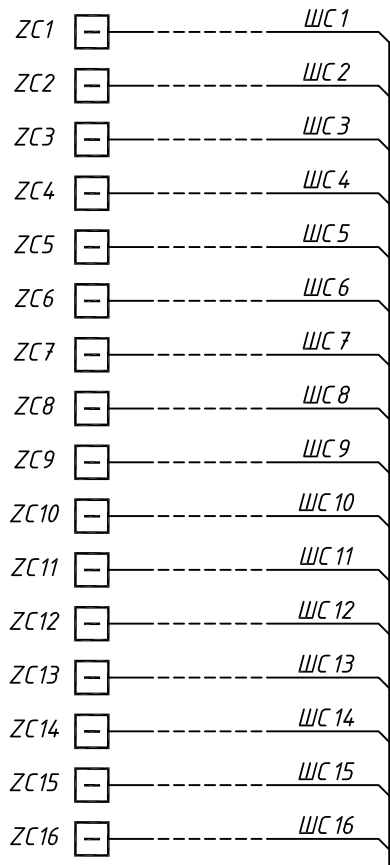 ZC1 ШС 1
ZC2 ШС 2
ZC3 ШС 3
ZC4 ШС 4
ZC5 ШС 5
ZC6 ШС 6
ZC7 ШС 7
ZC8 ШС 8
ZC9 ШС 9
ZC10 ШС 10
ZC11 ШС 11
ZC12 ШС 12
ZC13 ШС 13
ZC14 ШС 14
ZC15 ШС 15
ZC16 ШС 16